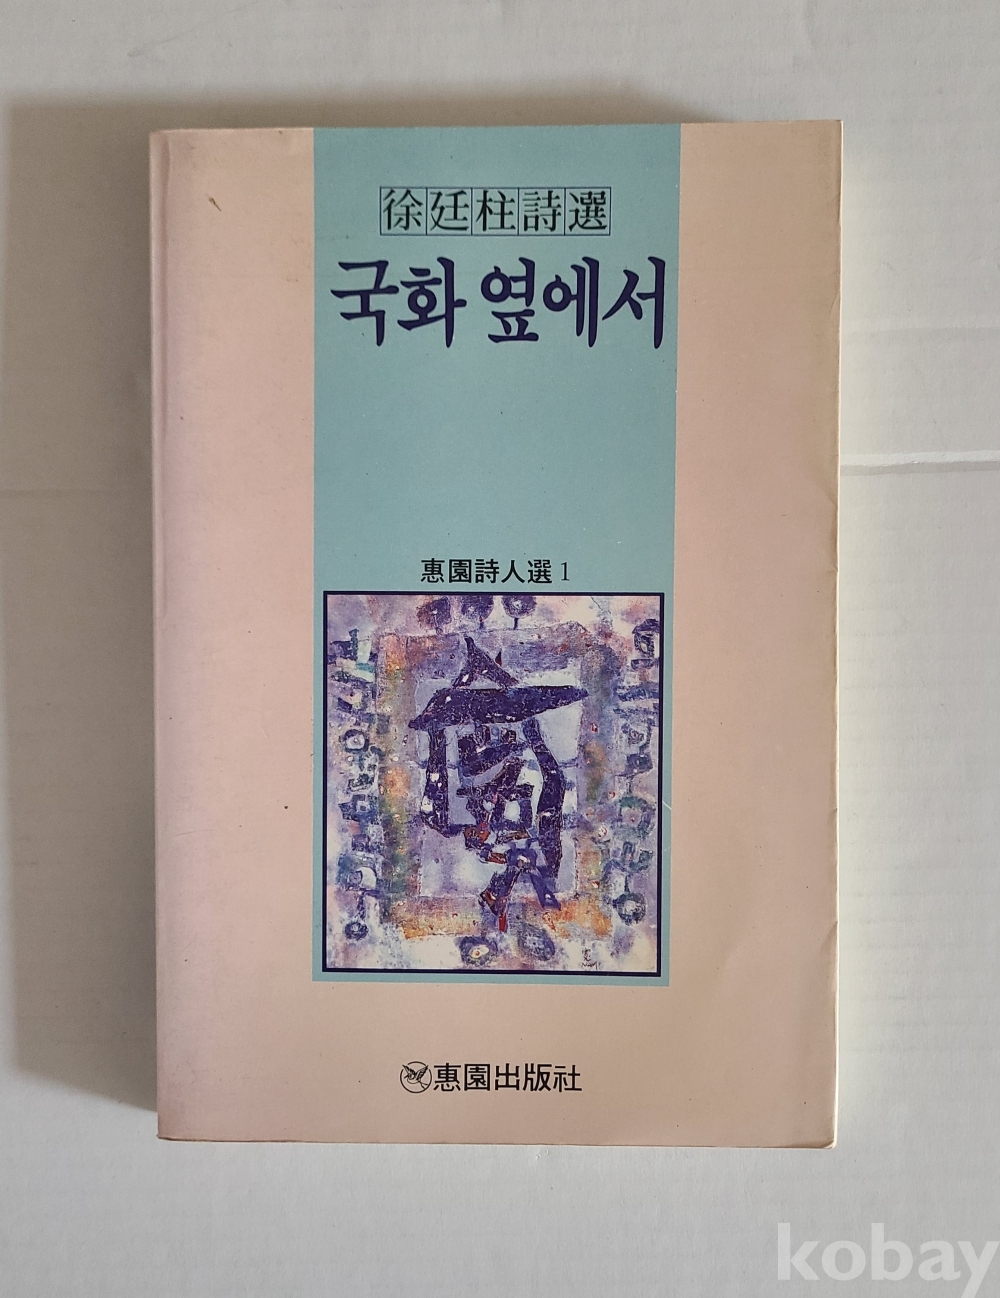 徐廷柱詩選
국화 옆에서
惠園詩人選 1
惠園出版社
kobay